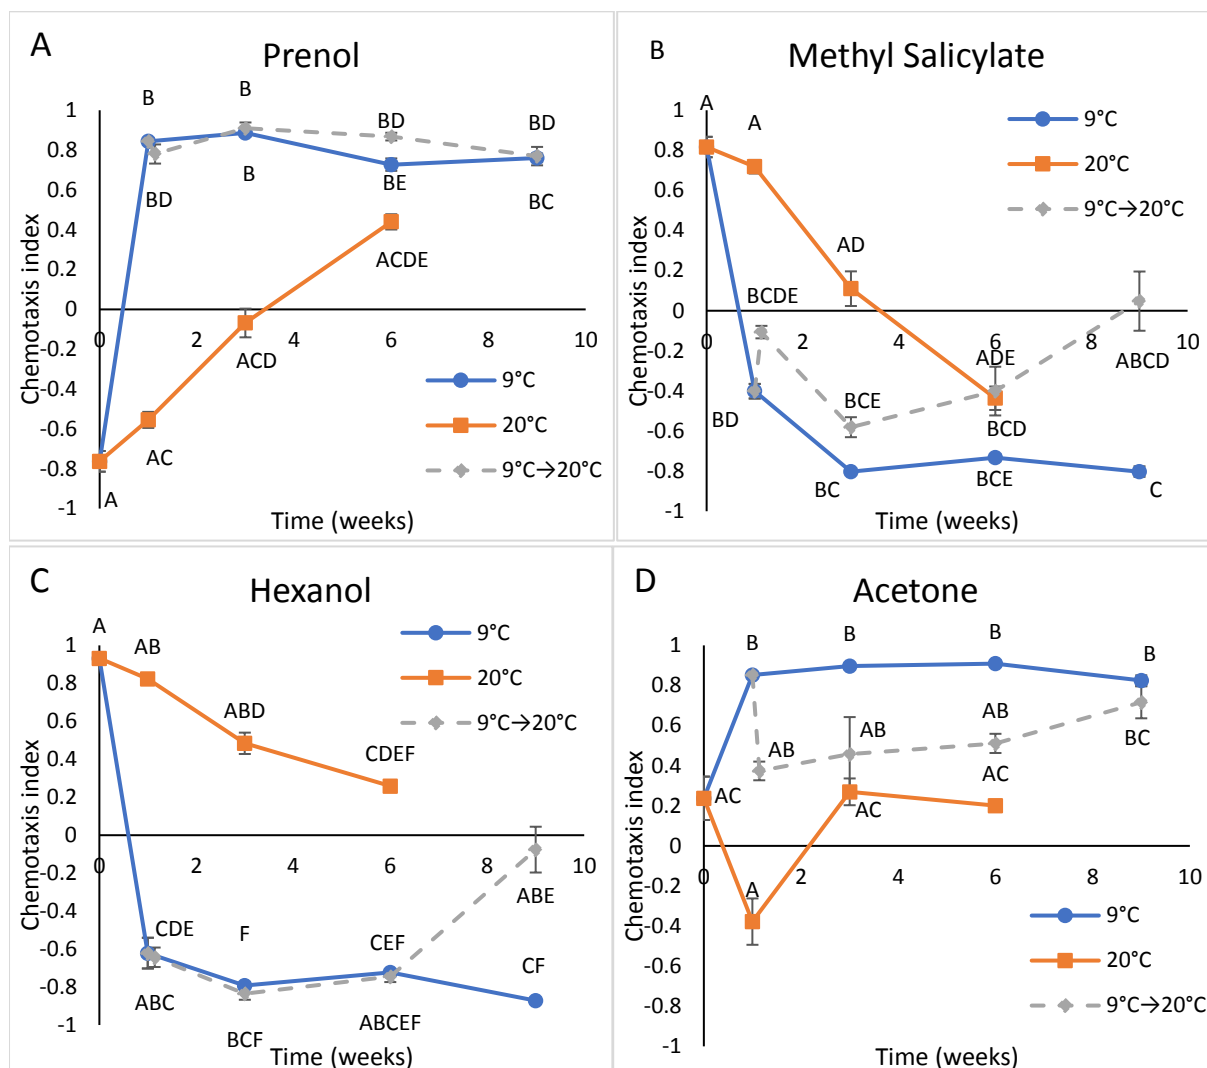 A
Prenol
B
B
1
BD
BD
0.8
BD
B
BE
BC
0.6
0.4
ACDE
0.2
0
0
2
4
6
8
10
ACD
-0.2
-0.4
AC
-0.6
-0.8
A
-1
Chemotaxis index
Time (weeks)
9°C
20°C
9°C→20°C
B
Methyl Salicylate
A
A
1
0.8
0.6
0.4
AD
0.2
BCDE
0
0
2
4
6
8
10
-0.2
ADE
ABCD
-0.4
BD
BCE
BCD
-0.6
-0.8
BC
BCE
C
-1
Chemotaxis index
Time (weeks)
9°C
20°C
9°C→20°C
C
Hexanol
A
AB
1
0.8
ABD
0.6
CDEF
0.4
0.2
0
0
2
4
6
8
10
-0.2
ABE
-0.4
CDE
F
CEF
-0.6
CF
-0.8
ABC
BCF
ABCEF
-1
Chemotaxis index
Time (weeks)
9°C
20°C
9°C→20°C
D
Acetone
B
B
B
B
1
0.8
0.6
AB
AB
AB
BC
0.4
AC
AC
AC
0.2
0
0
2
4
6
8
10
A
-0.2
-0.4
-0.6
-0.8
-1
Chemotaxis index
Time (weeks)
9°C
20°C
9°C→20°C